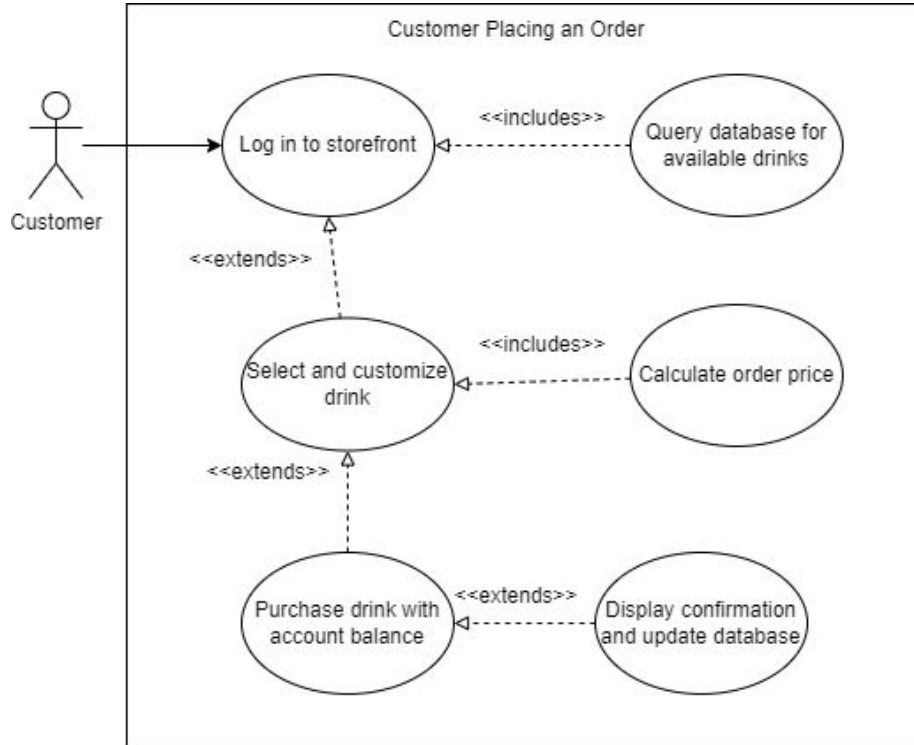 Customer Placing an Order
Customer
Log in to storefront
<<includes>>
Query database for
available drinks
<<extends>>
Select and customize
drink
<<includes>>
Calculate order price
<<extends>>
Purchase drink with
account balance
<<extends>>
Display confirmation
and update database